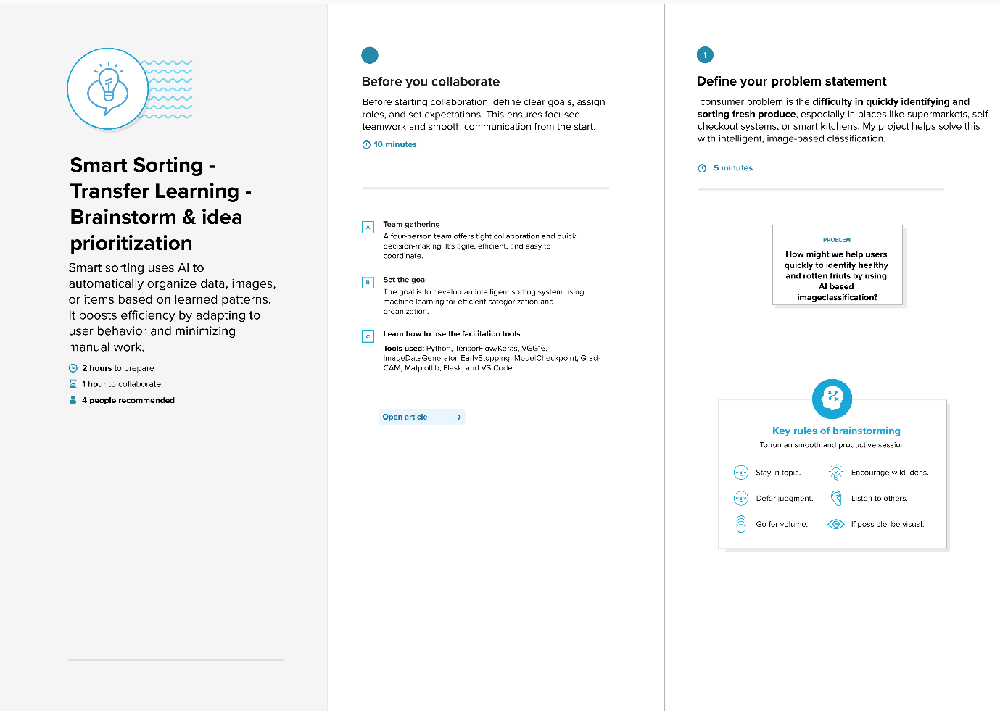 Smart Sorting -
Transfer Learning -
Brainstorm & idea
prioritization
Smart sorting uses AI to
automatically organize data, images,
or items based on learned patterns.
It boosts efficiency by adapting to
user behavior and minimizing
manual work.
2 hours to prepare
1 hour to collaborate
4 people recommended
Before you collaborate
Before starting collaboration, define clear goals, assign
roles, and set expectations. This ensures focused
teamwork and smooth communication from the start.
10 minutes
A
Team gathering
A four-person team offers tight collaboration and quick
decision-making. It's agile, efficient, and easy to
coordinate.
B
Set the goal
The goal is to develop an intelligent sorting system using
machine learning for efficient categorization and
organization.
C
Learn how to use the facilitation tools
Tools used: Python, TensorFlow/Keras, VGG16,
ImageDataGenerator, EarlyStopping, ModelCheckpoint, Grad-
CAM, Matplotlib, Flask, and VS Code.
Open article
1
Define your problem statement
consumer problem is the difficulty in quickly identifying and
sorting fresh produce, especially in places like supermarkets, self-
checkout systems, or smart kitchens. My project helps solve this
with intelligent, image-based classification.
5 minutes
PROBLEM
How might we help users
quickly to identify healthy
and rotten friuts by using
AI based
imageclassification?
Key rules of brainstorming
To run an smooth and productive session
Stay in topic.
Encourage wild ideas.
Defer judgment.
Listen to others.
Go for volume.
If possible, be visual.